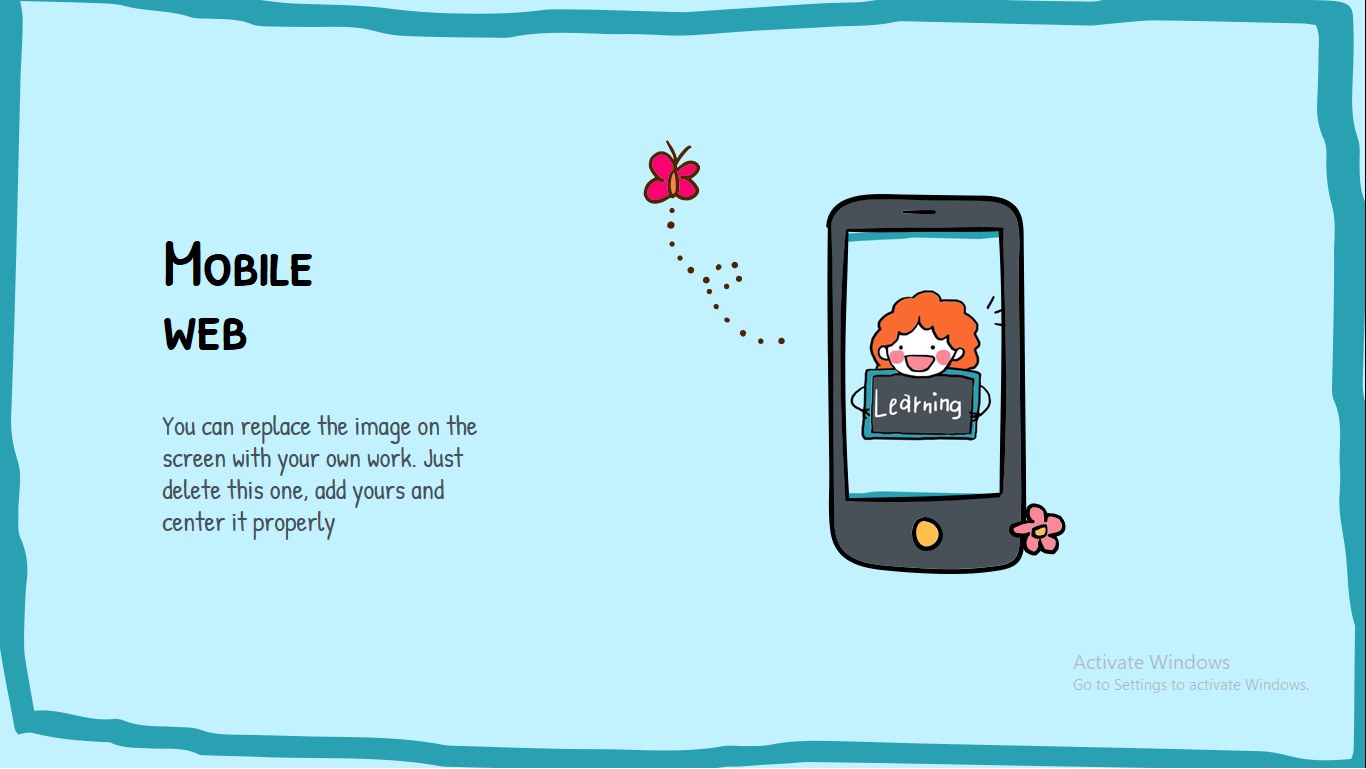 Mobile
web
You can replace the image on the
screen with your own work. Just
delete this one, add yours and
center it properly
Learning
Activate Windows
Go to Settings to activate Windows.